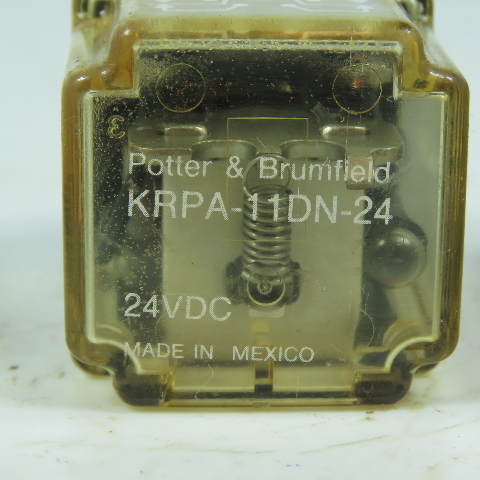 Potter & Brumfield
KRPA-11DN-24
24VDC
MADE IN MEXICO